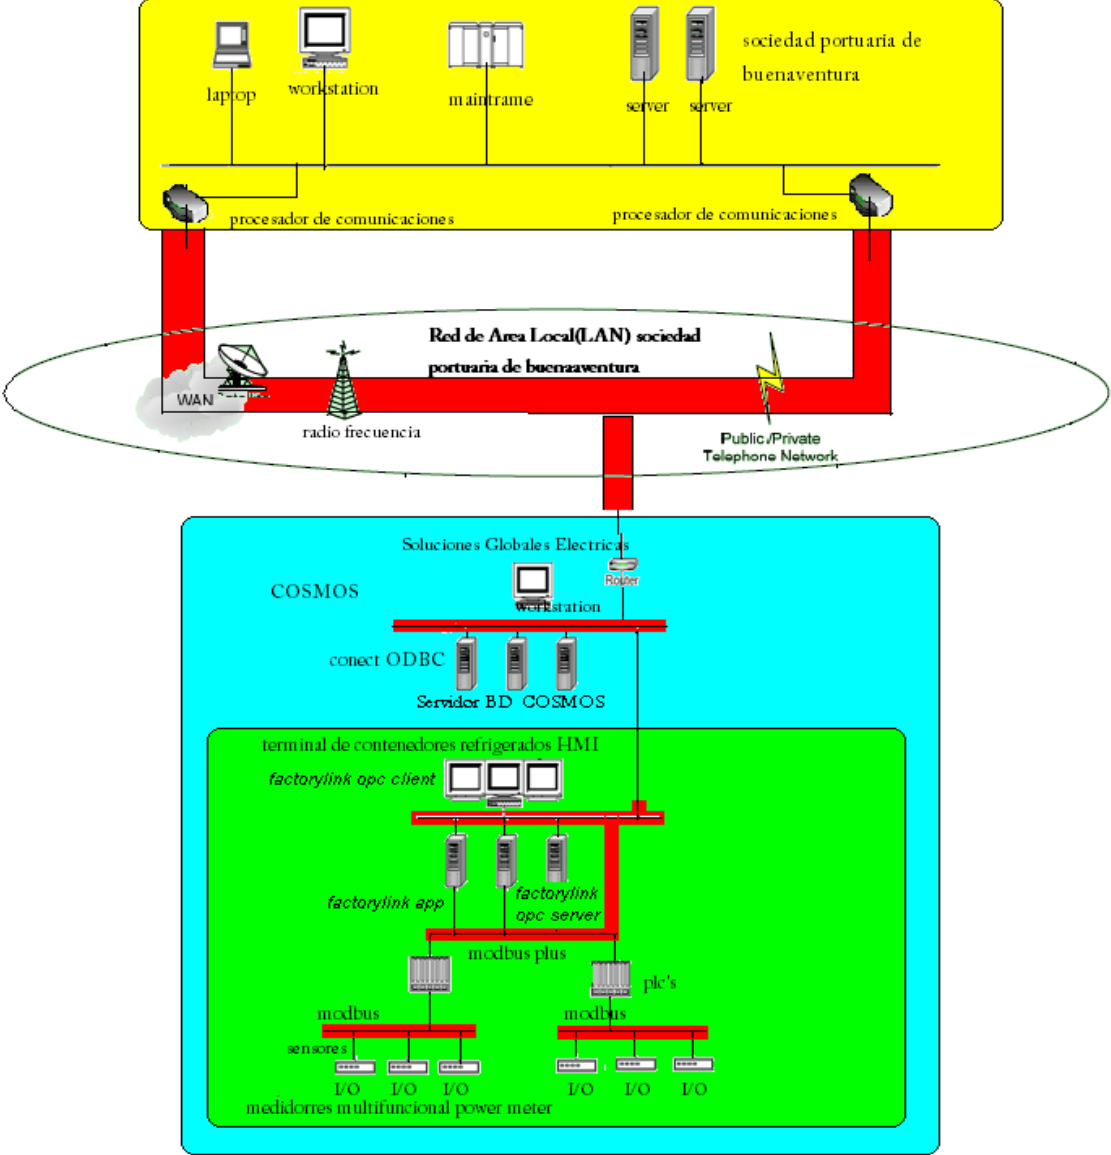 sociedad portuaria de
buenaventura
laptop
workstation
mainframe
server
server
procesador de comunicaciones
procesador de comunicaciones
Red de Area Local(LAN) sociedad
portuaria de buenaaventura
WAN
radio frecuencia
Public/Private
Telephone Network
Soluciones Globales Electricas
Router
COSMOS
workstation
conect ODBC
Servidor BD COSMOS
terminal de contenedores refrigerados HMI
factorylink opc client
factorylink app
factorylink
opc server
modbus plus
plc's
modbus
modbus
sensores
I/O I/O I/O I/O I/O I/O
medidorres multifuncional power meter